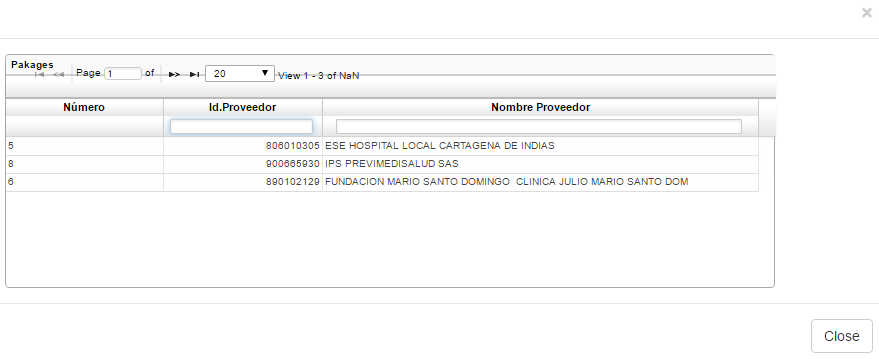 ×
Pakages
Page 1 of 20 View 1 - 3 of NaN
Número Id.Proveedor Nombre Proveedor
5 806010305 ESE HOSPITAL LOCAL CARTAGENA DE INDIAS
8 900665930 IPS PREVIMEDISALUD SAS
6 890102129 FUNDACION MARIO SANTO DOMINGO  CLINICA JULIO MARIO SANTO DOM
Close